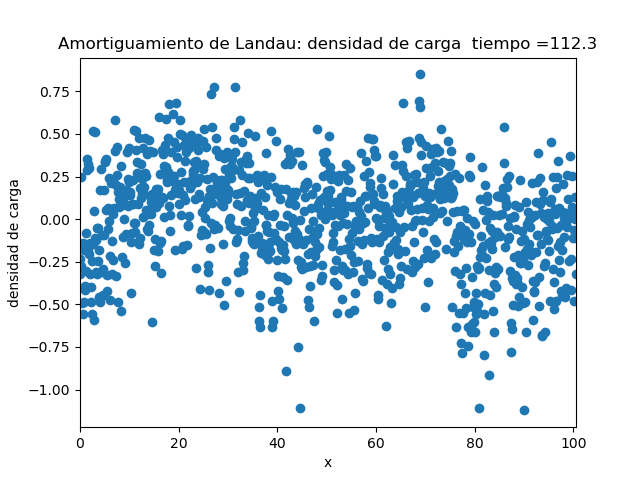 Amortiguamiento de Landau: densidad de carga  tiempo =112.3
densidad de carga
0.75
0.50
0.25
0.00
−0.25
−0.50
−0.75
−1.00
0 20 40 60 80 100
x